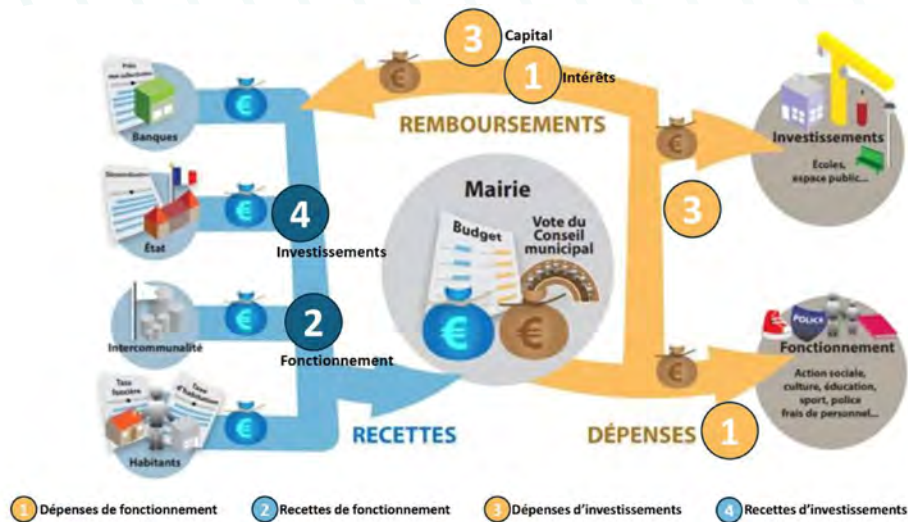 3 Capital
1 Intérêts
REMBOURSEMENTS
Banques
État
4
Investissements
Intercommunalité
2
Fonctionnement
Taxe foncière
Taxe d'habitation
Habitants
RECETTES
Mairie
Budget
Vote du
Conseil
municipal
€
€
€
€
€
€
€
€
€
3
Investissements
Écoles,
espace public...
POLICE
Fonctionnement
Action sociale,
culture, éducation,
sport, police
frais de personnel...
DÉPENSES 1
1 Dépenses de fonctionnement
2 Recettes de fonctionnement
3 Dépenses d'investissements
4 Recettes d'investissements